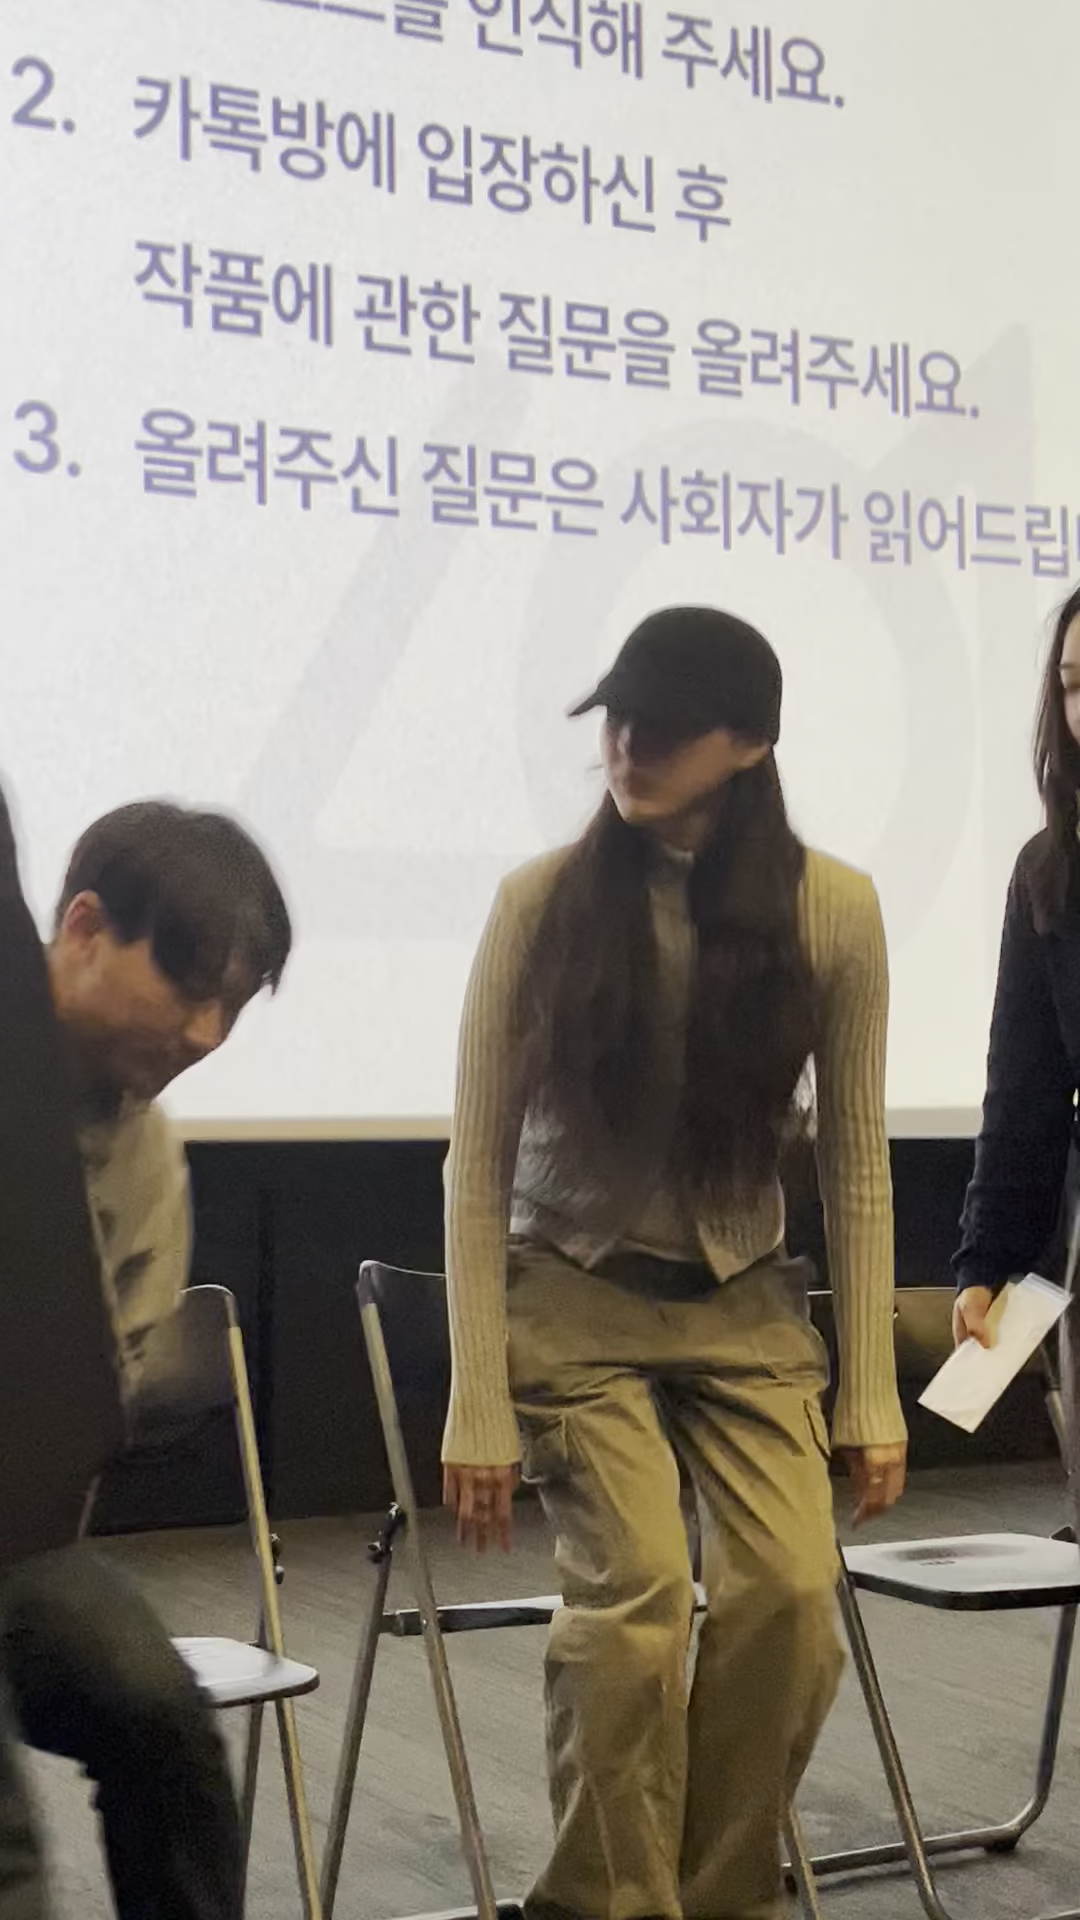 인식해 주세요.
2. 카톡방에 입장하신 후
작품에 관한 질문을 올려주세요.
3. 올려주신 질문은 사회자가 읽어드립